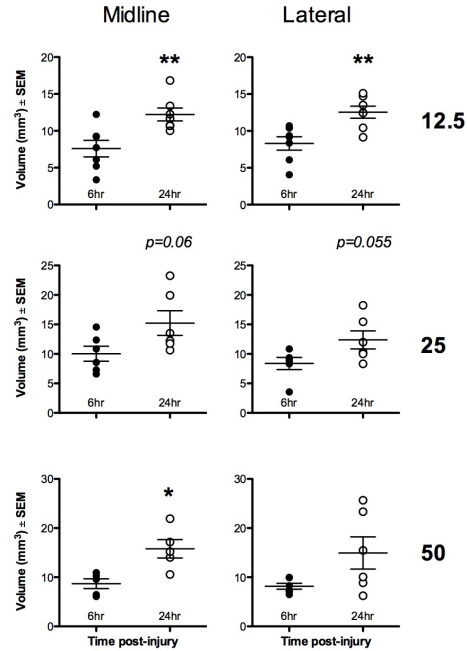 Midline Lateral
** **
Volume (mm³) ± SEM 20 15 10 5 0 6hr 24hr 20 15 10 5 0 6hr 24hr 12.5
p=0.06 p=0.055
Volume (mm³) ± SEM 25 20 15 10 5 0 6hr 24hr 25 20 15 10 5 0 6hr 24hr 25
*
Volume (mm³) ± SEM 30 20 10 0 6hr 24hr 30 20 10 0 6hr 24hr 50
Time post-injury Time post-injury